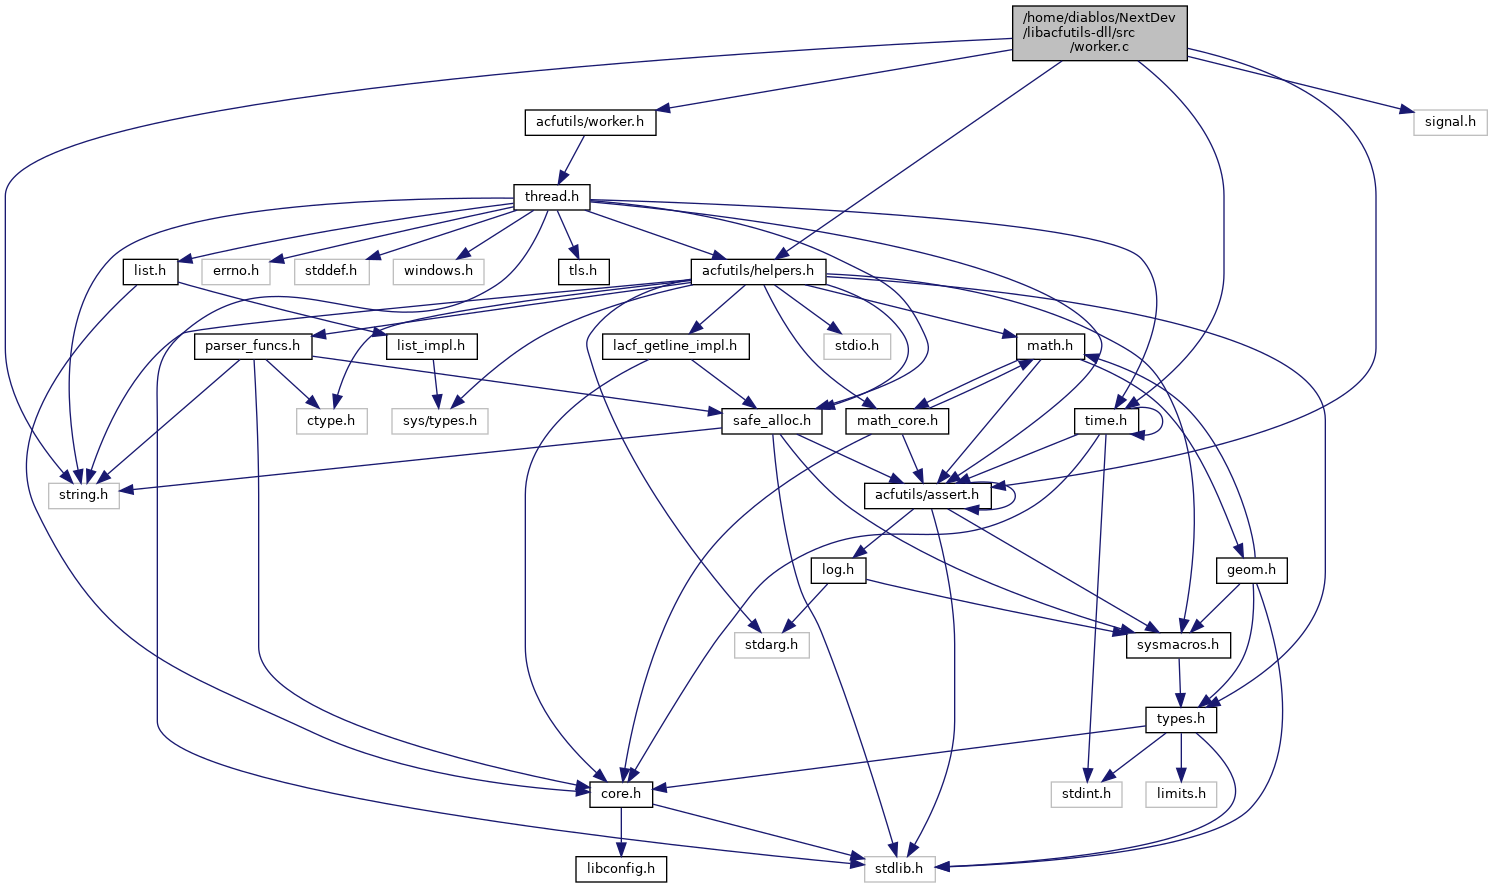 /home/diablos/NextDev
/libacfutils-dll/src
/worker.c
acfutils/worker.h
signal.h
thread.h
list.h
errno.h
stddef.h
windows.h
tls.h
acfutils/helpers.h
parser_funcs.h
list_impl.h
lacf_getline_impl.h
stdio.h
math.h
ctype.h
sys/types.h
safe_alloc.h
math_core.h
time.h
string.h
acfutils/assert.h
log.h
geom.h
stdarg.h
sysmacros.h
types.h
core.h
stdint.h
limits.h
libconfig.h
stdlib.h